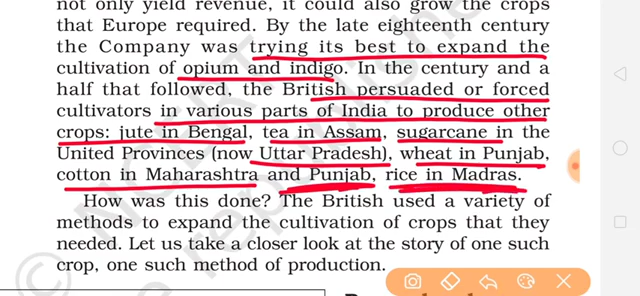 not only yield revenue, it could also grow the crops
that Europe required. By the late eighteenth century
the Company was trying its best to expand the
cultivation of opium and indigo. In the century and a
half that followed, the British persuaded or forced
cultivators in various parts of India to produce other
crops: jute in Bengal, tea in Assam, sugarcane in the
United Provinces (now Uttar Pradesh), wheat in Punjab,
cotton in Maharashtra and Punjab, rice in Madras.
How was this done? The British used a variety of
methods to expand the cultivation of crops that they
needed. Let us take a closer look at the story of one such
crop, one such method of production.